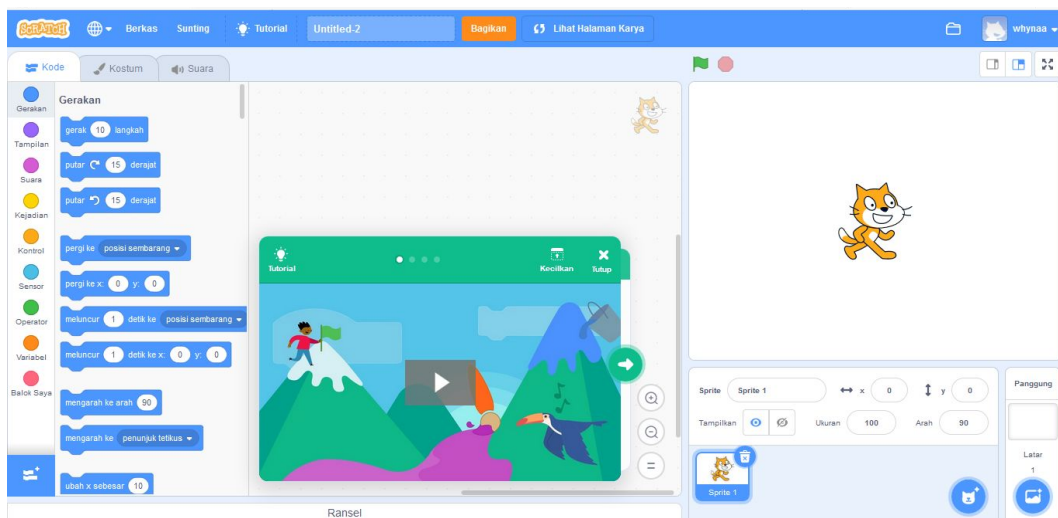 SCRATCH Berkas Sunting Tutorial Untitled-2 Bagikan Lihat Halaman Karya whynaa
Kode Kostum Suara
Gerakan
Tampilan
Suara
Kejadian
Kontrol
Sensor
Operator
Variabel
Balok Saya
Gerakan
gerak 10 langkah
putar 15 derajat
putar 15 derajat
pergi ke posisi sembarang
pergi ke x: 0 y: 0
meluncur 1 detik ke posisi sembarang
meluncur 1 detik ke x: 0 y: 0
mengarah ke arah 90
mengarah ke penunjuk tetikus
ubah x sebesar 10
Tutorial Kecilkan Tutup
Sprite Sprite 1 x 0 y 0
Tampilkan Ukuran 100 Arah 90
Sprite 1
Panggung
Latar
1
Ransel